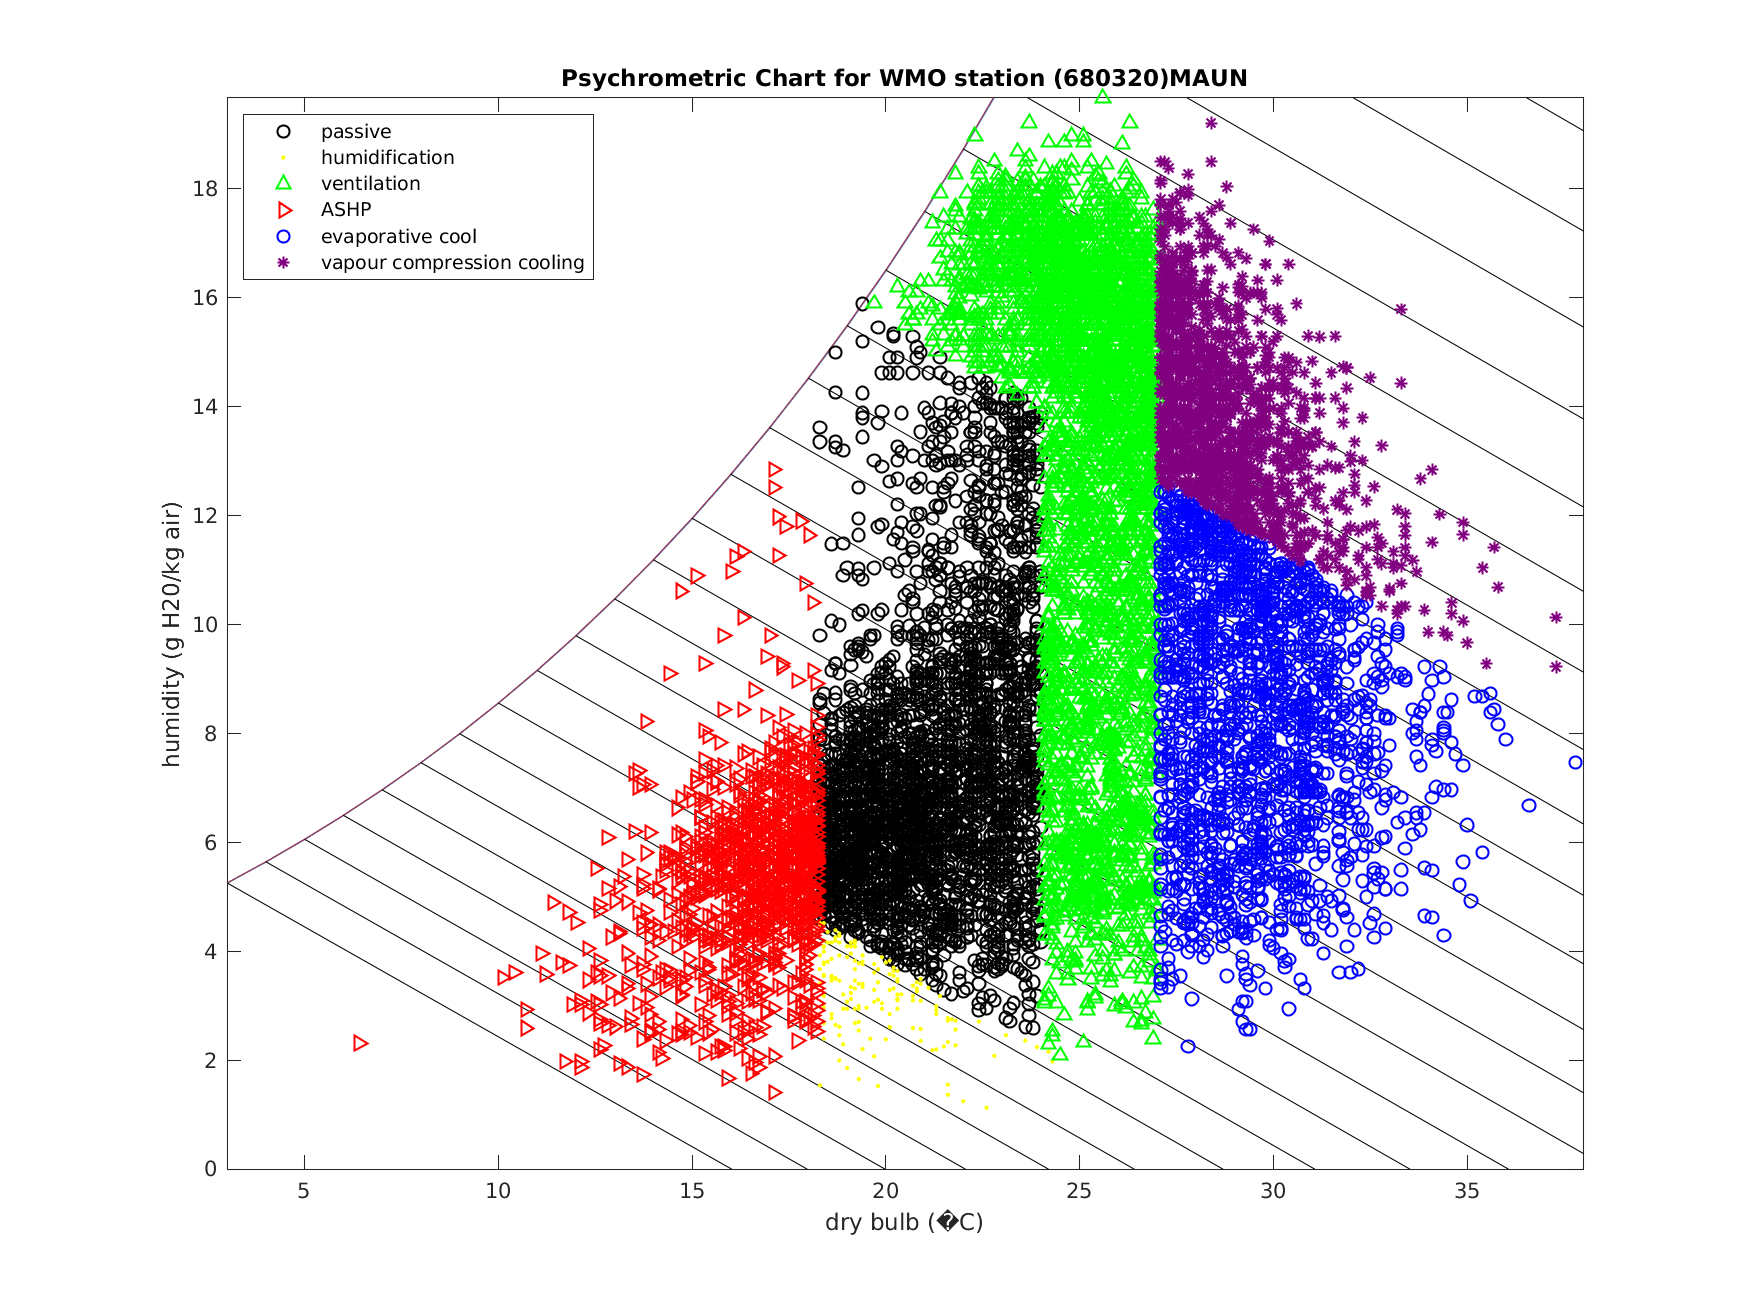 Psychrometric Chart for WMO station (680320)MAUN
passive
humidification
ventilation
ASHP
evaporative cool
vapour compression cooling
humidity (g H20/kg air)
18
16
14
12
10
8
6
4
2
0
5 10 15 20 25 30 35
dry bulb (�C)